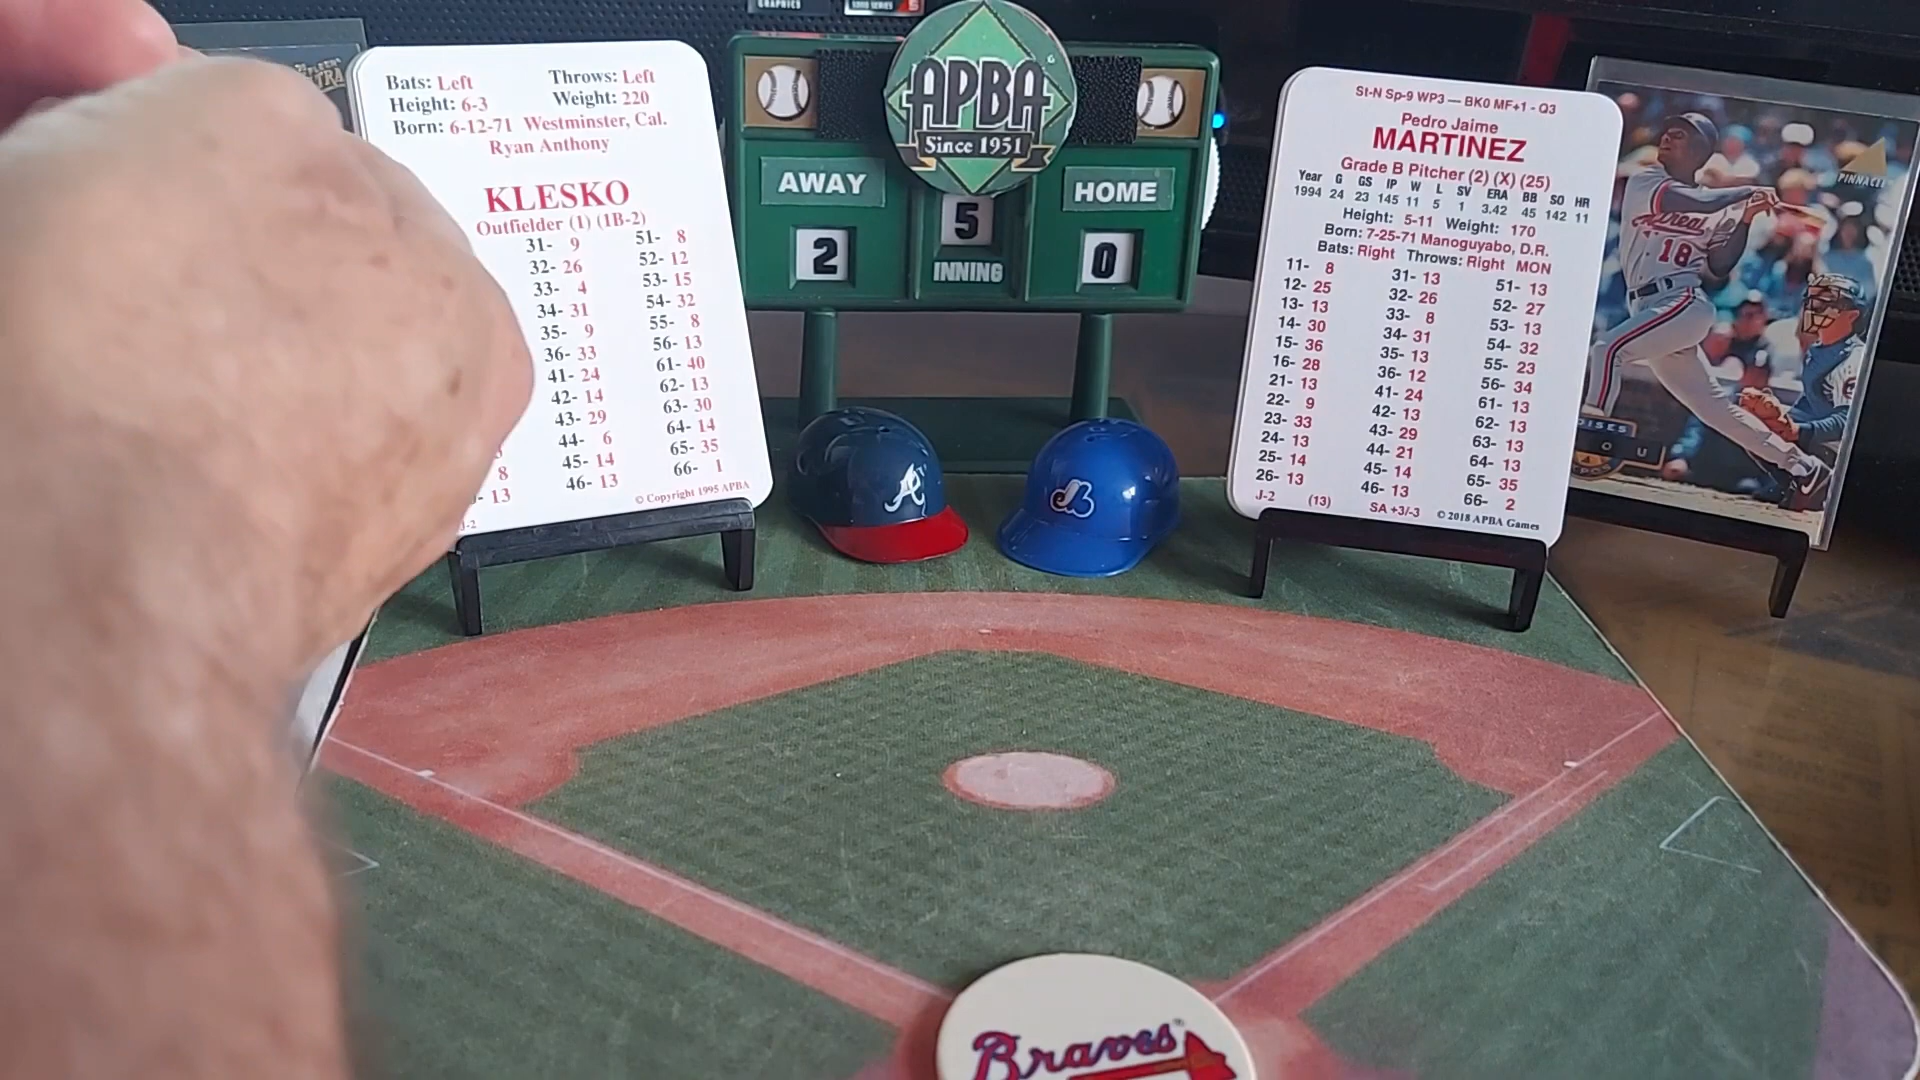 GRAPHICS
Bats: Left Throws: Left
Height: 6-3 Weight: 220
Born: 6-12-71 Westminster, Cal.
Ryan Anthony
KLESKO
Outfielder (1) (1B-2)
31- 9 51- 8
32- 26 52- 12
33- 4 53- 15
34- 31 54- 32
35- 9 55- 8
36- 33 56- 13
41- 24 61- 40
42- 14 62- 13
43- 29 63- 30
44- 6 64- 14
8 45- 14 65- 35
- 13 46- 13 66- 1
© Copyright 1995 APBA
APBA
Since 1951
AWAY
HOME
2
5
0
INNING
St-N Sp-9 WP3 — BK0 MF+1 - Q3
Pedro Jaime
MARTINEZ
Grade B Pitcher (2) (X) (25)
Year G GS IP W L SV ERA BB SO HR
1994 24 23 145 11 5 1 3.42 45 142 11
Height: 5-11 Weight: 170
Born: 7-25-71 Manoguyabo, D.R.
Bats: Right Throws: Right MON
11- 8 31- 13 51- 13
12- 25 32- 26 52- 27
13- 13 33- 8 53- 13
14- 30 34- 31 54- 32
15- 36 35- 13 55- 23
16- 28 36- 12 56- 34
21- 13 41- 24 61- 13
22- 9 42- 13 62- 13
23- 33 43- 29 63- 13
24- 13 44- 21 64- 13
25- 14 45- 14 65- 35
26- 13 46- 13 66- 2
J-2 (13) SA +3/-3 © 2018 APBA Games
PINNACLE
18
Braves